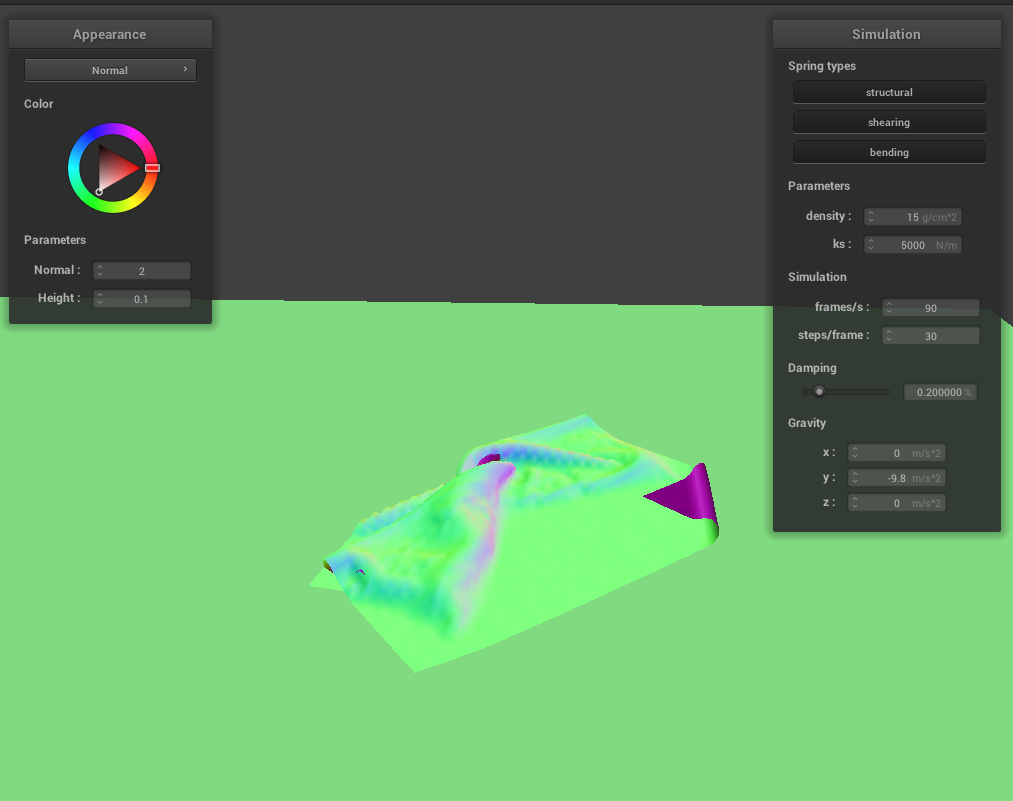 Appearance
Normal
Color
Parameters
Normal : 2
Height : 0.1
Simulation
Spring types
structural
shearing
bending
Parameters
density : 15 g/cm^2
ks : 5000 N/m
Simulation
frames/s : 90
steps/frame : 30
Damping
0.200000 %
Gravity
x : 0 m/s^2
y : -9.8 m/s^2
z : 0 m/s^2